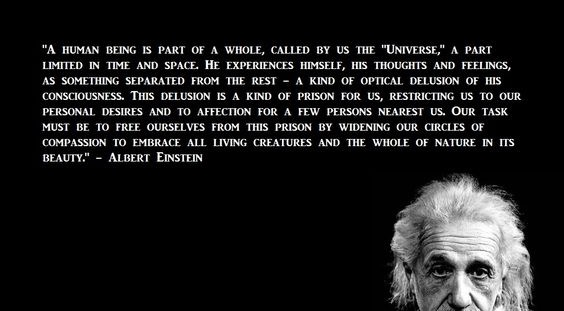 "A human being is part of a whole, called by us the "Universe," a part
limited in time and space. He experiences himself, his thoughts and feelings,
as something separated from the rest – a kind of optical delusion of his
consciousness. This delusion is a kind of prison for us, restricting us to our
personal desires and to affection for a few persons nearest us. Our task
must be to free ourselves from this prison by widening our circles of
compassion to embrace all living creatures and the whole of nature in its
beauty." – Albert Einstein